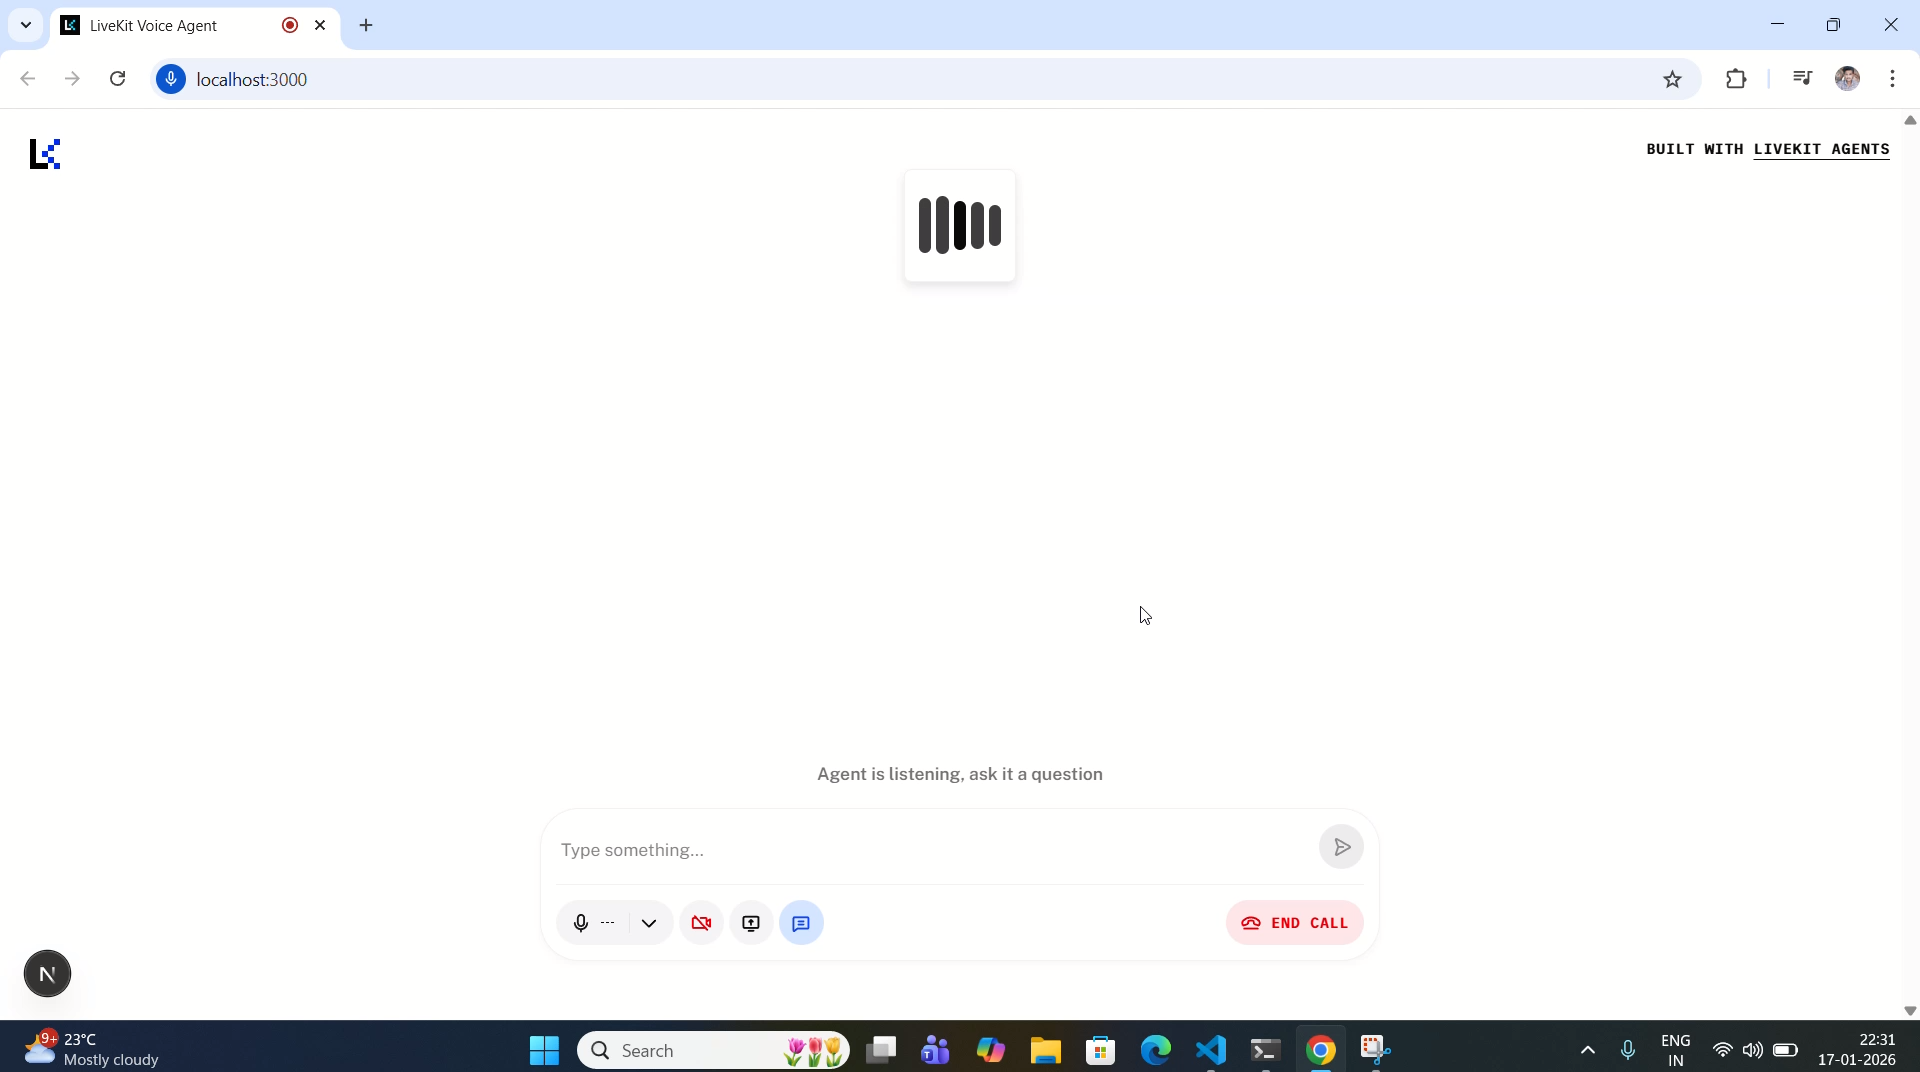 LiveKit Voice Agent
localhost:3000
BUILT WITH LIVEKIT AGENTS
Agent is listening, ask it a question
Type something...
END CALL
N
9+
23°C
Mostly cloudy
Search
ENG
IN
22:31
17-01-2026